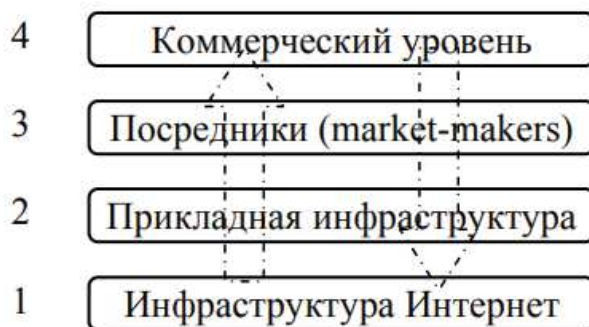 4 Коммерческий уровень
3 Посредники (market-makers)
2 Прикладная инфраструктура
1 Инфраструктура Интернет